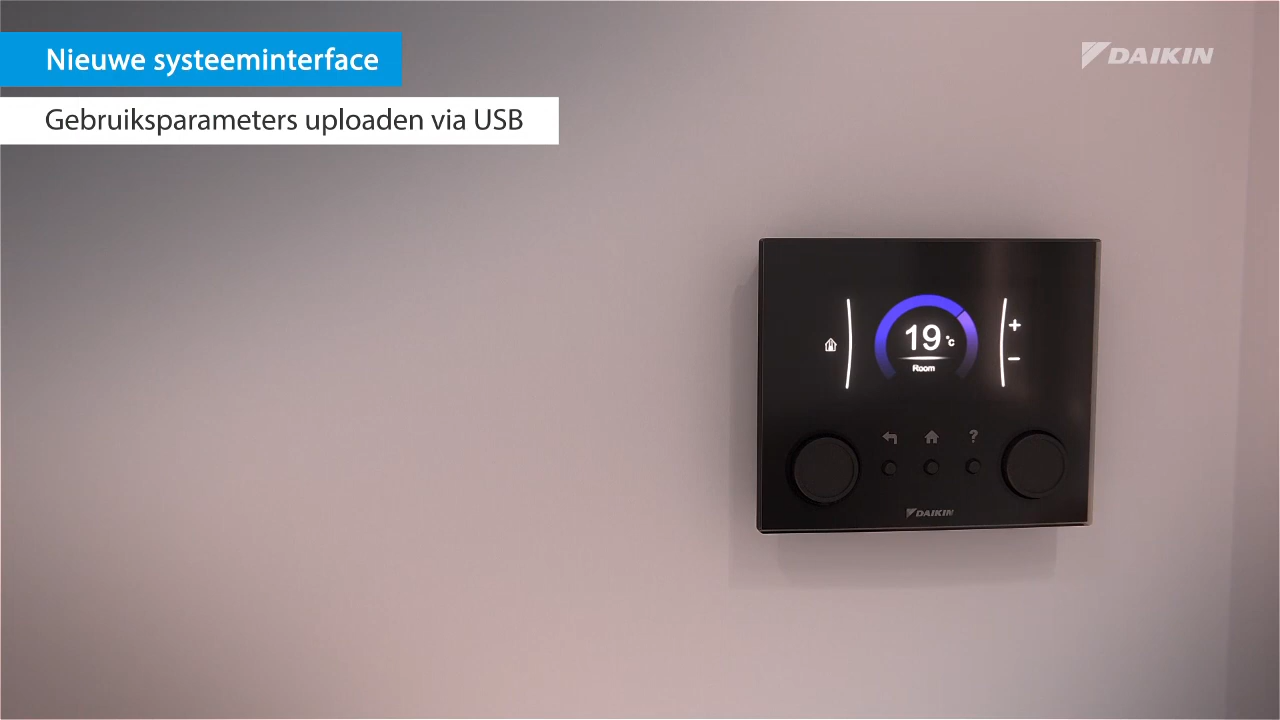 Nieuwe systeeminterface
DAIKIN
Gebruiksparameters uploaden via USB
19 °C
+
−
Room
?
DAIKIN